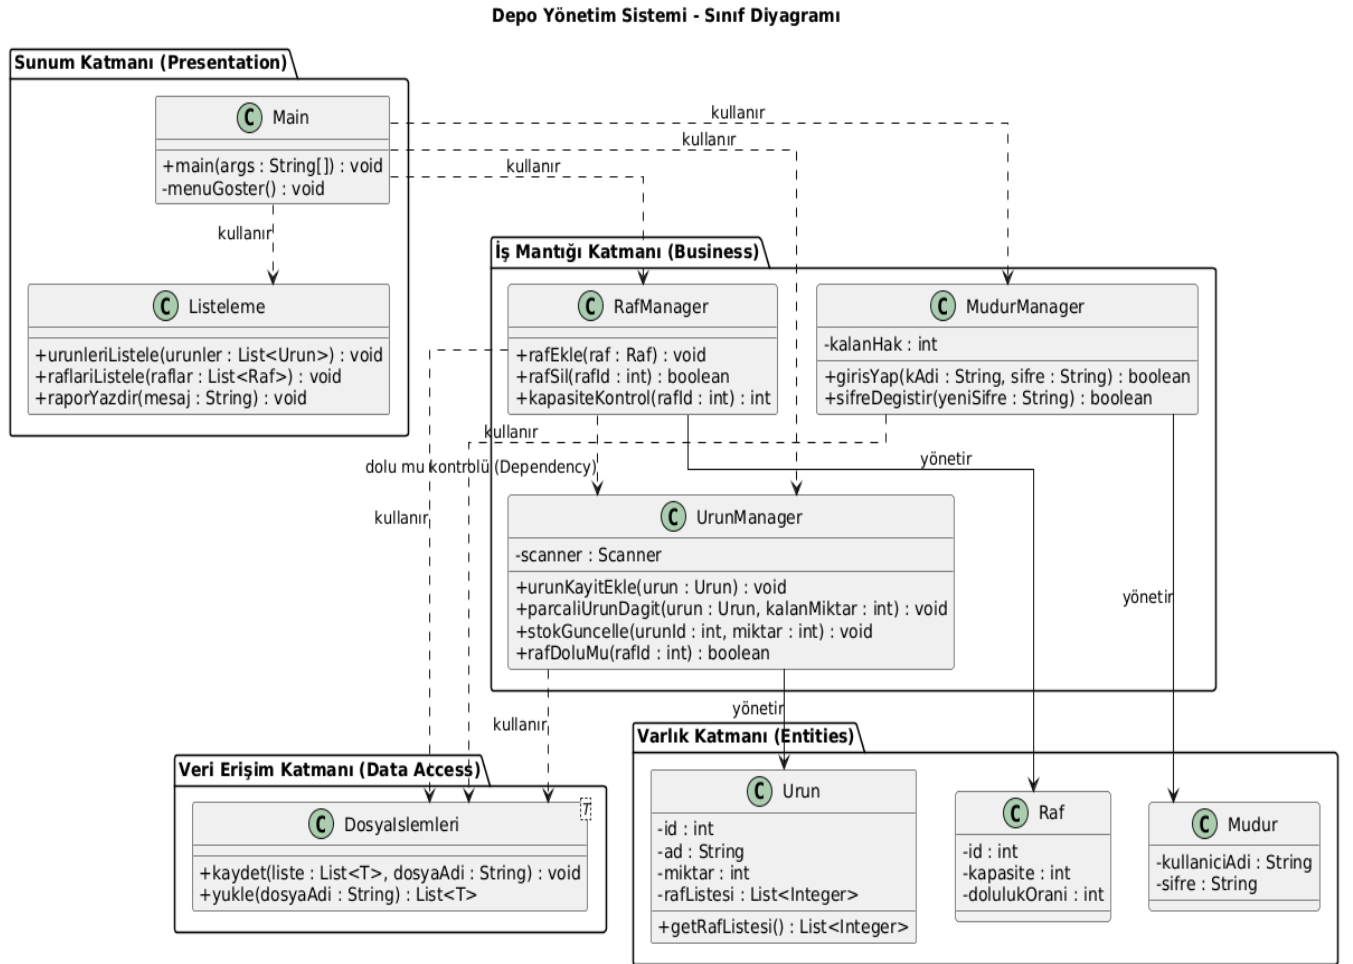 Depo Yönetim Sistemi - Sınıf Diyagramı
Sunum Katmanı (Presentation)
C Main
+main(args : String[]) : void
-menuGoster() : void
kullanır
kullanır
kullanır
kullanır
C Listeleme
+urunleriListele(urunler : List<Urun>) : void
+raflariListele(raflar : List<Raf>) : void
+raporYazdir(mesaj : String) : void
İş Mantığı Katmanı (Business)
C RafManager
+rafEkle(raf : Raf) : void
+rafSil(rafId : int) : boolean
+kapasiteKontrol(rafId : int) : int
C MudurManager
-kalanHak : int
+girisYap(kAdi : String, sifre : String) : boolean
+sifreDegistir(yeniSifre : String) : boolean
kullanır
dolu mu kontrolü (Dependency)
yönetir
kullanır
C UrunManager
-scanner : Scanner
+urunKayitEkle(urun : Urun) : void
+parcaliUrunDagit(urun : Urun, kalanMiktar : int) : void
+stokGuncelle(urunId : int, miktar : int) : void
+rafDoluMu(rafId : int) : boolean
yönetir
yönetir
kullanır
Veri Erişim Katmanı (Data Access)
C DosyaIslemleri
T
+kaydet(liste : List<T>, dosyaAdi : String) : void
+yukle(dosyaAdi : String) : List<T>
Varlık Katmanı (Entities)
C Urun
-id : int
-ad : String
-miktar : int
-rafListesi : List<Integer>
+getRafListesi() : List<Integer>
C Raf
-id : int
-kapasite : int
-dolulukOrani : int
C Mudur
-kullaniciAdi : String
-sifre : String